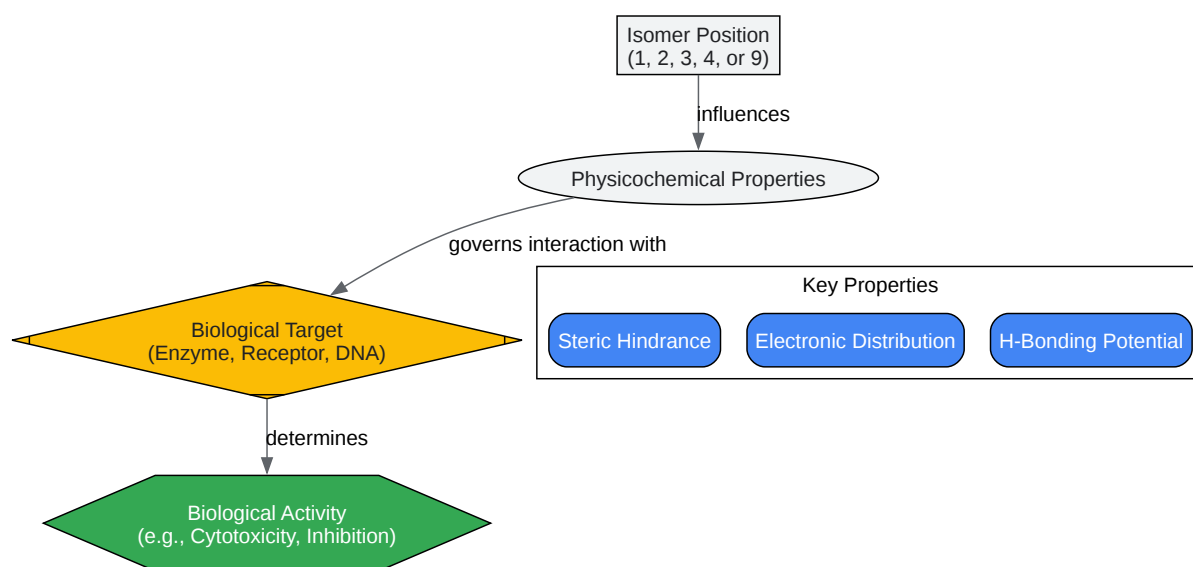 Isomer Position
(1, 2, 3, 4, or 9)
influences
Physicochemical Properties
governs interaction with
Key Properties
Steric Hindrance
Electronic Distribution
H-Bonding Potential
Biological Target
(Enzyme, Receptor, DNA)
determines
Biological Activity
(e.g., Cytotoxicity, Inhibition)